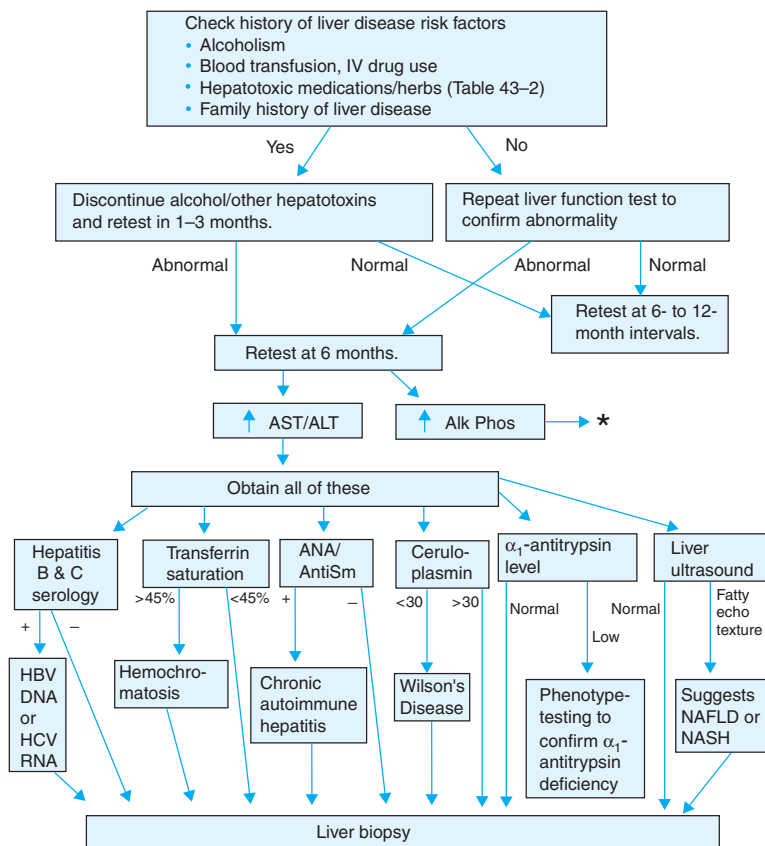 Check history of liver disease risk factors
• Alcoholism
• Blood transfusion, IV drug use
• Hepatotoxic medications/herbs (Table 43–2)
• Family history of liver disease
Yes
No
Discontinue alcohol/other hepatotoxins
and retest in 1–3 months.
Repeat liver function test to
confirm abnormality
Abnormal
Normal
Abnormal
Normal
Retest at 6- to 12-
month intervals.
Retest at 6 months.
↑ AST/ALT
↑ Alk Phos
*
Obtain all of these
Hepatitis
B & C
serology
Transferrin
saturation
ANA/
AntiSm
Cerulo-
plasmin
α₁-antitrypsin
level
Liver
ultrasound
+
–
>45%
<45%
+
–
<30
>30
Normal
Low
Normal
Fatty
echo
texture
HBV
DNA
or
HCV
RNA
Hemochro-
matosis
Chronic
autoimmune
hepatitis
Wilson's
Disease
Phenotype-
testing to
confirm α₁-
antitrypsin
deficiency
Suggests
NAFLD or
NASH
Liver biopsy